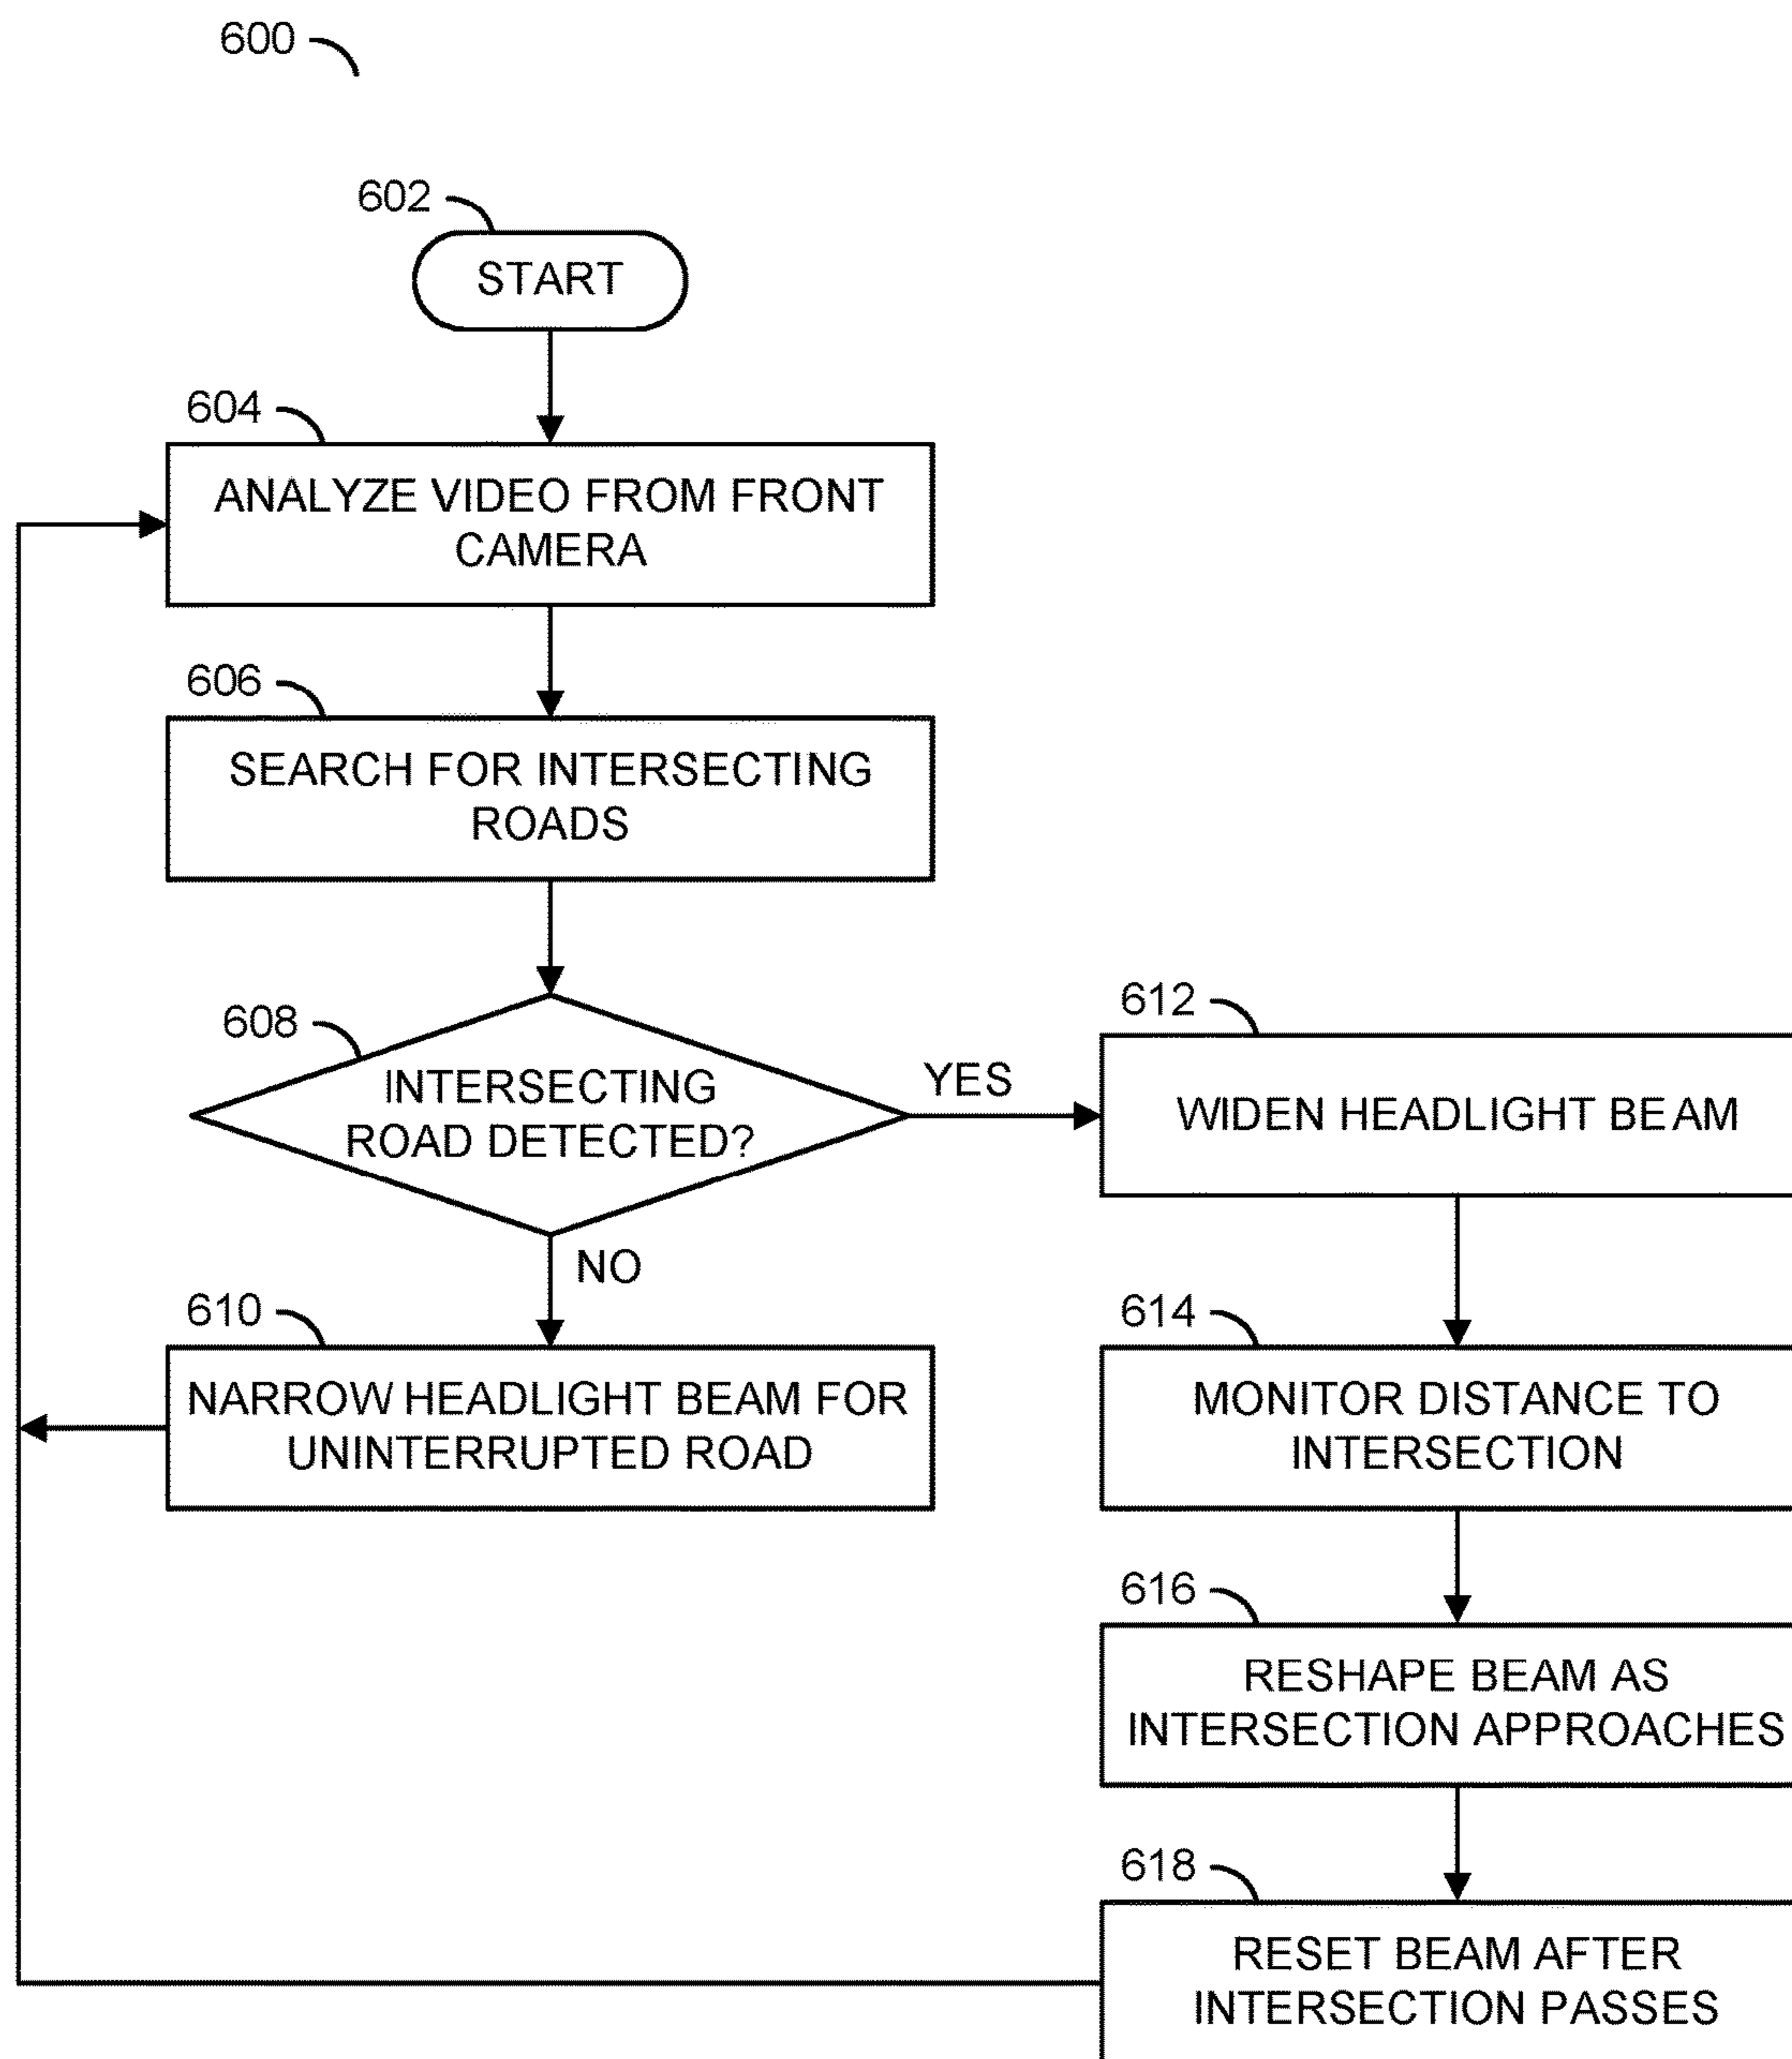 600
602
START
604
ANALYZE VIDEO FROM FRONT
CAMERA
606
SEARCH FOR INTERSECTING
ROADS
608
INTERSECTING
ROAD DETECTED?
YES
NO
610
NARROW HEADLIGHT BEAM FOR
UNINTERRUPTED ROAD
612
WIDEN HEADLIGHT BEAM
614
MONITOR DISTANCE TO
INTERSECTION
616
RESHAPE BEAM AS
INTERSECTION APPROACHES
618
RESET BEAM AFTER
INTERSECTION PASSES